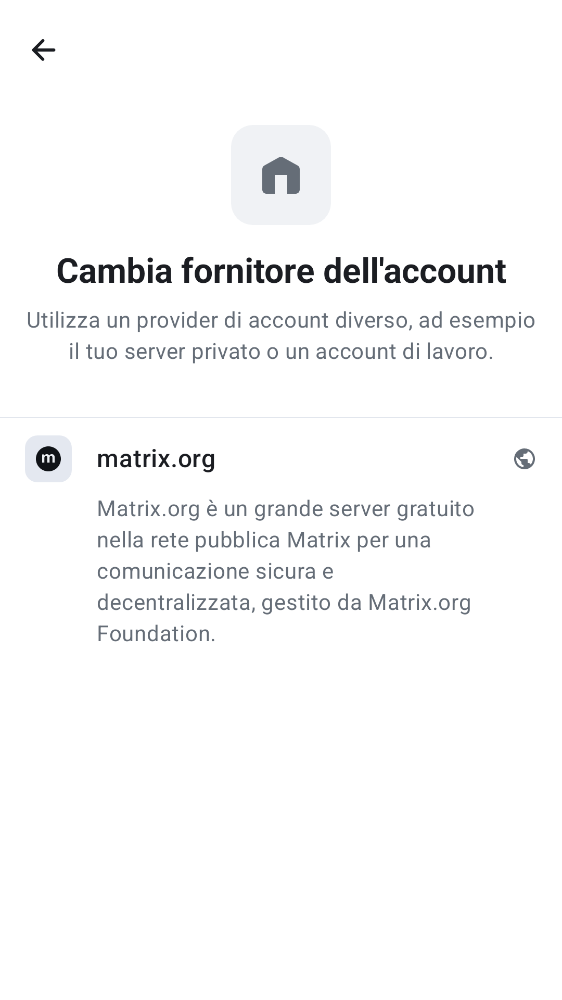 Cambia fornitore dell'account
Utilizza un provider di account diverso, ad esempio
il tuo server privato o un account di lavoro.
m
matrix.org
Matrix.org è un grande server gratuito
nella rete pubblica Matrix per una
comunicazione sicura e
decentralizzata, gestito da Matrix.org
Foundation.